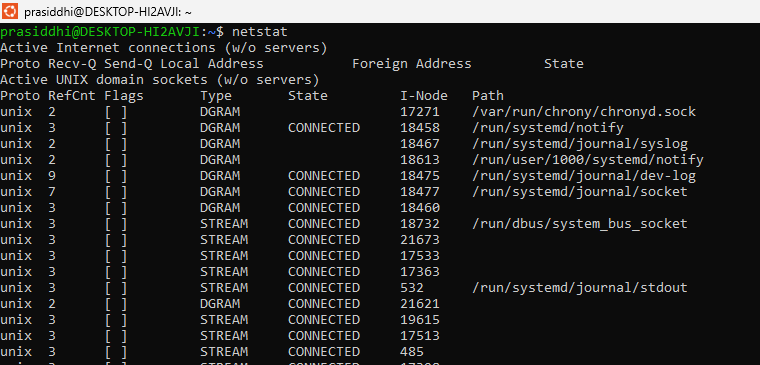 prasiddhi@DESKTOP-HI2AVJI: ~
prasiddhi@DESKTOP-HI2AVJI:~$ netstat
Active Internet connections (w/o servers)
Proto Recv-Q Send-Q Local Address           Foreign Address         State
Active UNIX domain sockets (w/o servers)
Proto RefCnt Flags       Type       State         I-Node   Path
unix  2      [ ]         DGRAM                    17271    /var/run/chrony/chronyd.sock
unix  3      [ ]         DGRAM      CONNECTED     18458    /run/systemd/notify
unix  2      [ ]         DGRAM                    18467    /run/systemd/journal/syslog
unix  2      [ ]         DGRAM                    18613    /run/user/1000/systemd/notify
unix  9      [ ]         DGRAM      CONNECTED     18475    /run/systemd/journal/dev-log
unix  7      [ ]         DGRAM      CONNECTED     18477    /run/systemd/journal/socket
unix  3      [ ]         DGRAM      CONNECTED     18460
unix  3      [ ]         STREAM     CONNECTED     18732    /run/dbus/system_bus_socket
unix  3      [ ]         STREAM     CONNECTED     21673
unix  3      [ ]         STREAM     CONNECTED     17533
unix  3      [ ]         STREAM     CONNECTED     17363
unix  3      [ ]         STREAM     CONNECTED     532      /run/systemd/journal/stdout
unix  2      [ ]         DGRAM      CONNECTED     21621
unix  3      [ ]         STREAM     CONNECTED     19615
unix  3      [ ]         STREAM     CONNECTED     17513
unix  3      [ ]         STREAM     CONNECTED     485
unix  3      [ ]         STREAM     CONNECTED